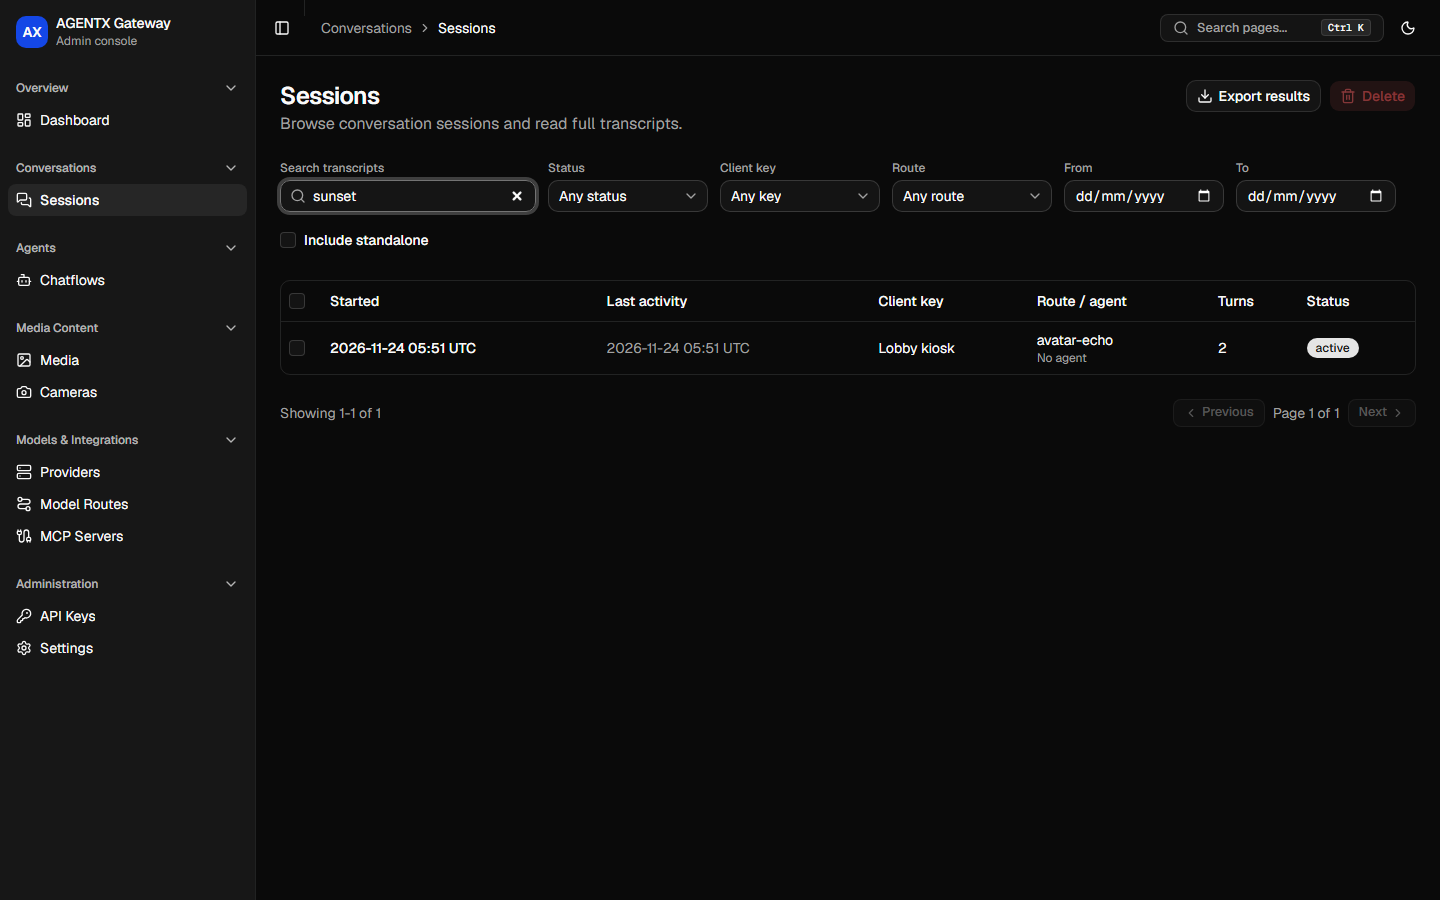 AX
AGENTX Gateway
Admin console
Overview
Dashboard
Conversations
Sessions
Agents
Chatflows
Media Content
Media
Cameras
Models & Integrations
Providers
Model Routes
MCP Servers
Administration
API Keys
Settings
Conversations > Sessions
Search pages... Ctrl K
Sessions
Browse conversation sessions and read full transcripts.
Export results
Delete
Search transcripts Status Client key Route From To
sunset Any status Any key Any route dd/mm/yyyy dd/mm/yyyy
Include standalone
Started Last activity Client key Route / agent Turns Status
2026-11-24 05:51 UTC 2026-11-24 05:51 UTC Lobby kiosk avatar-echo 2 active
No agent
Showing 1-1 of 1
Previous Page 1 of 1 Next